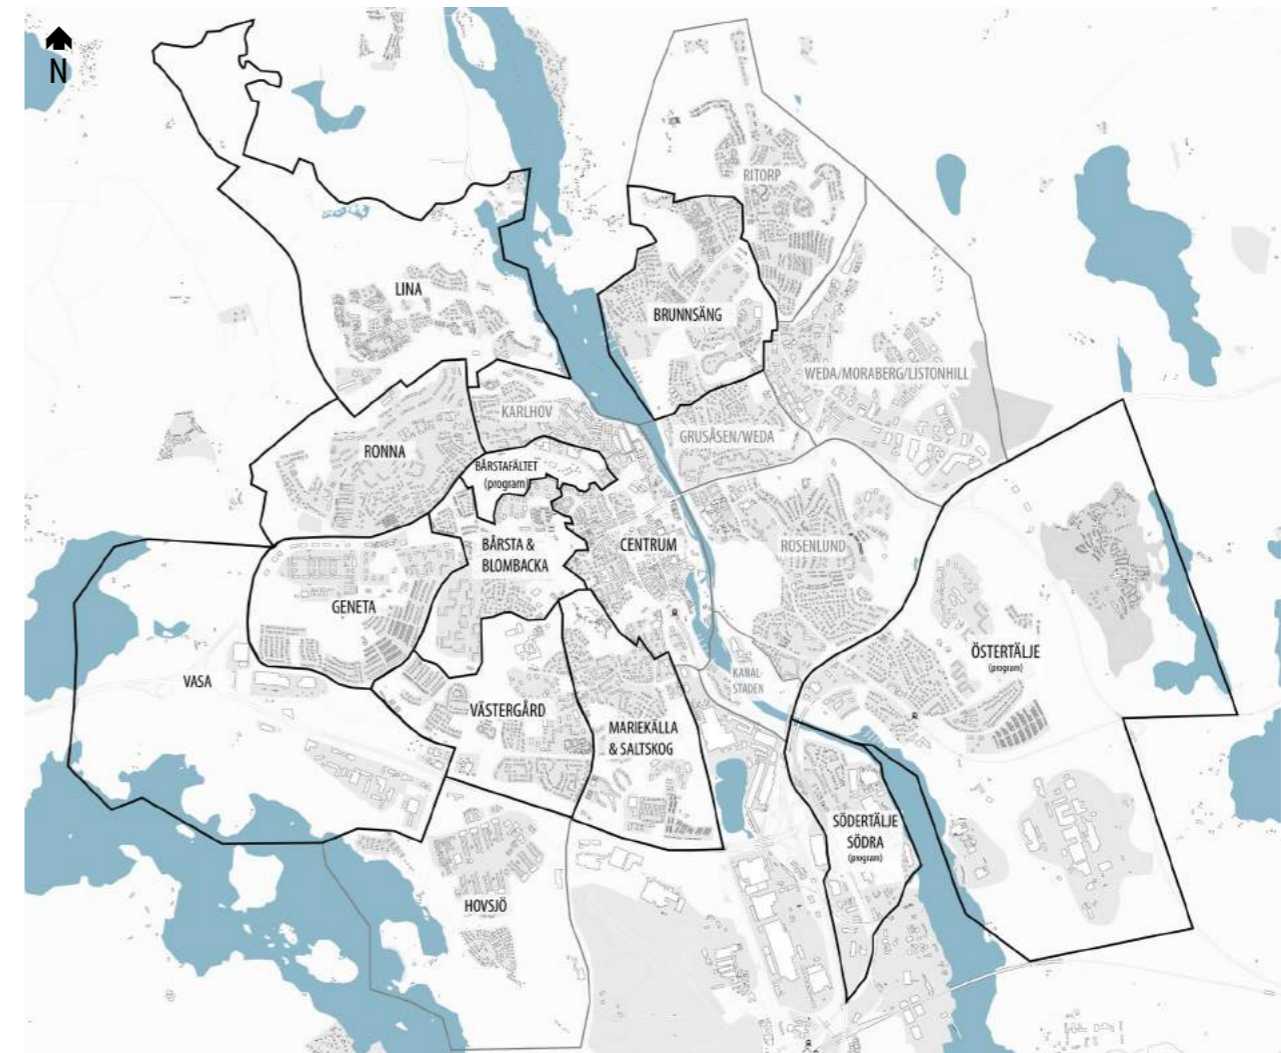 N
RITORP
LINA
BRUNNSÄNG
WEDA/MORABERG/LISTONHILL
KARLHOV
GRUSÅSEN/WEDA
RONNA
BÅRSTAFÄLTET
(program)
BÅRSTA &
BLOMBACKA
CENTRUM
ROSENLUND
GENETA
ÖSTERTÄLJE
(program)
VASA
KANAL-
STADEN
VÄSTERGÅRD
MARIEKÄLLA
& SALTSKOG
SÖDERTÄLJE
SÖDRA
(program)
HOVSJÖ